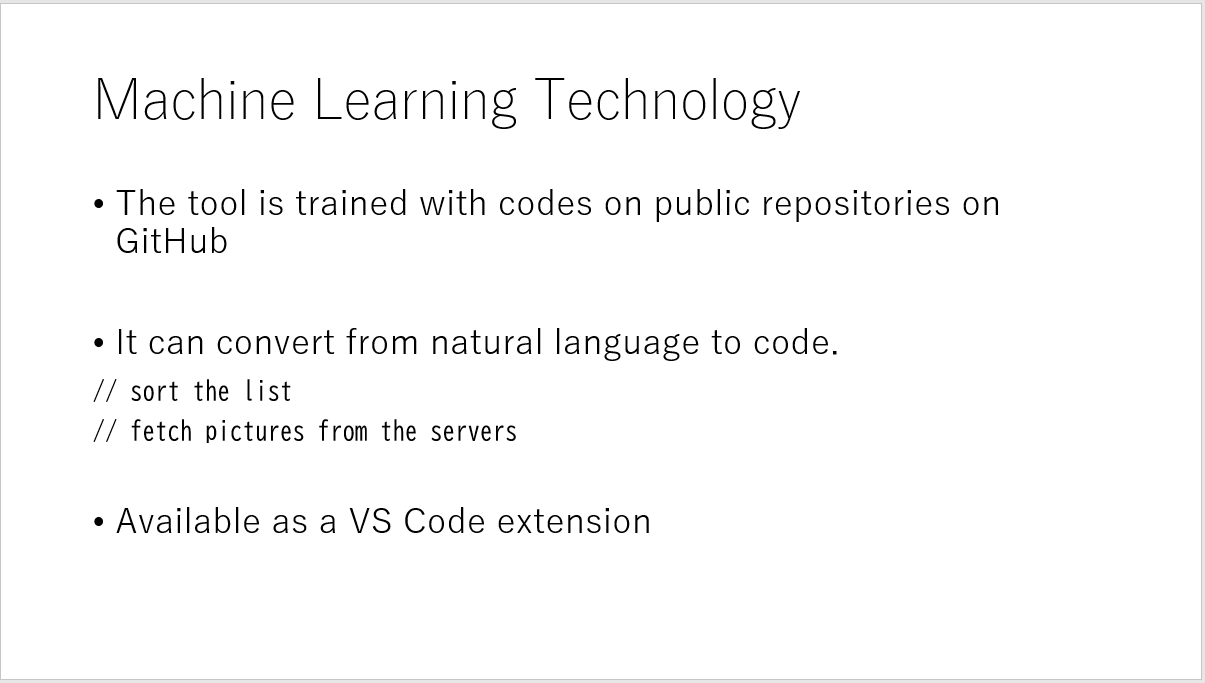 Machine Learning Technology
• The tool is trained with codes on public repositories on
GitHub
• It can convert from natural language to code.
// sort the list
// fetch pictures from the servers
• Available as a VS Code extension